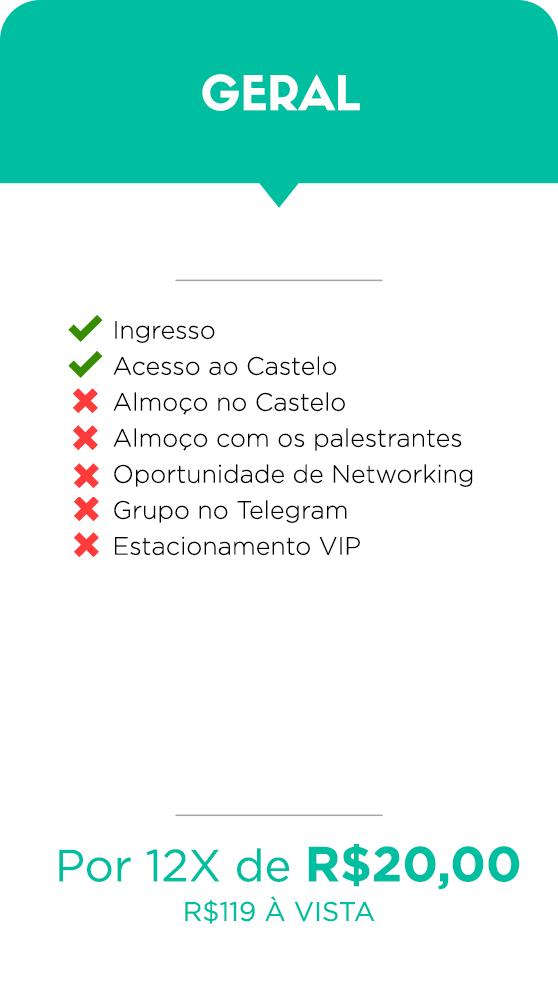 GERAL
Ingresso
Acesso ao Castelo
Almoço no Castelo
Almoço com os palestrantes
Oportunidade de Networking
Grupo no Telegram
Estacionamento VIP
Por 12X de R$20,00
R$119 À VISTA